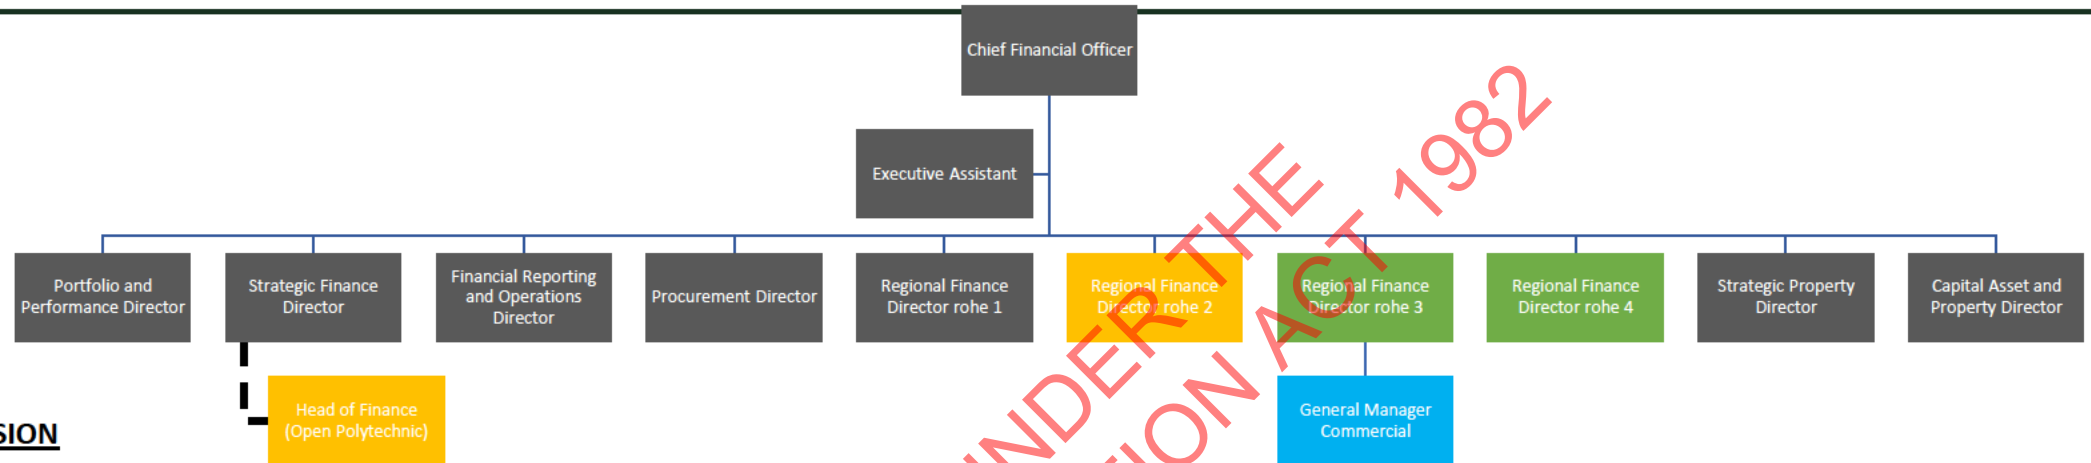 Chief Financial Officer
Executive Assistant
Portfolio and
Performance Director
Strategic Finance
Director
Financial Reporting
and Operations
Director
Procurement Director
Regional Finance
Director rohe 1
Regional Finance
Director rohe 2
Regional Finance
Director rohe 3
Regional Finance
Director rohe 4
Strategic Property
Director
Capital Asset and
Property Director
Head of Finance
(Open Polytechnic)
General Manager
Commercial
SION
UNDER THE
TION ACT 1982